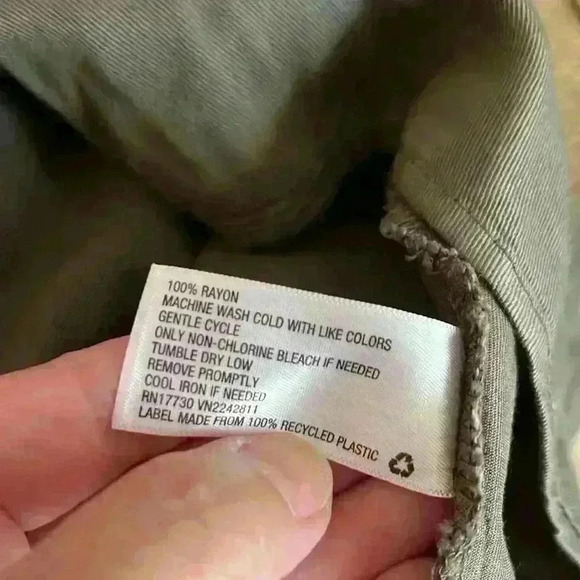 100% RAYON
MACHINE WASH COLD WITH LIKE COLORS
GENTLE CYCLE
ONLY NON-CHLORINE BLEACH IF NEEDED
TUMBLE DRY LOW
REMOVE PROMPTLY
COOL IRON IF NEEDED
RN17730 VN2242811
LABEL MADE FROM 100% RECYCLED PLASTIC